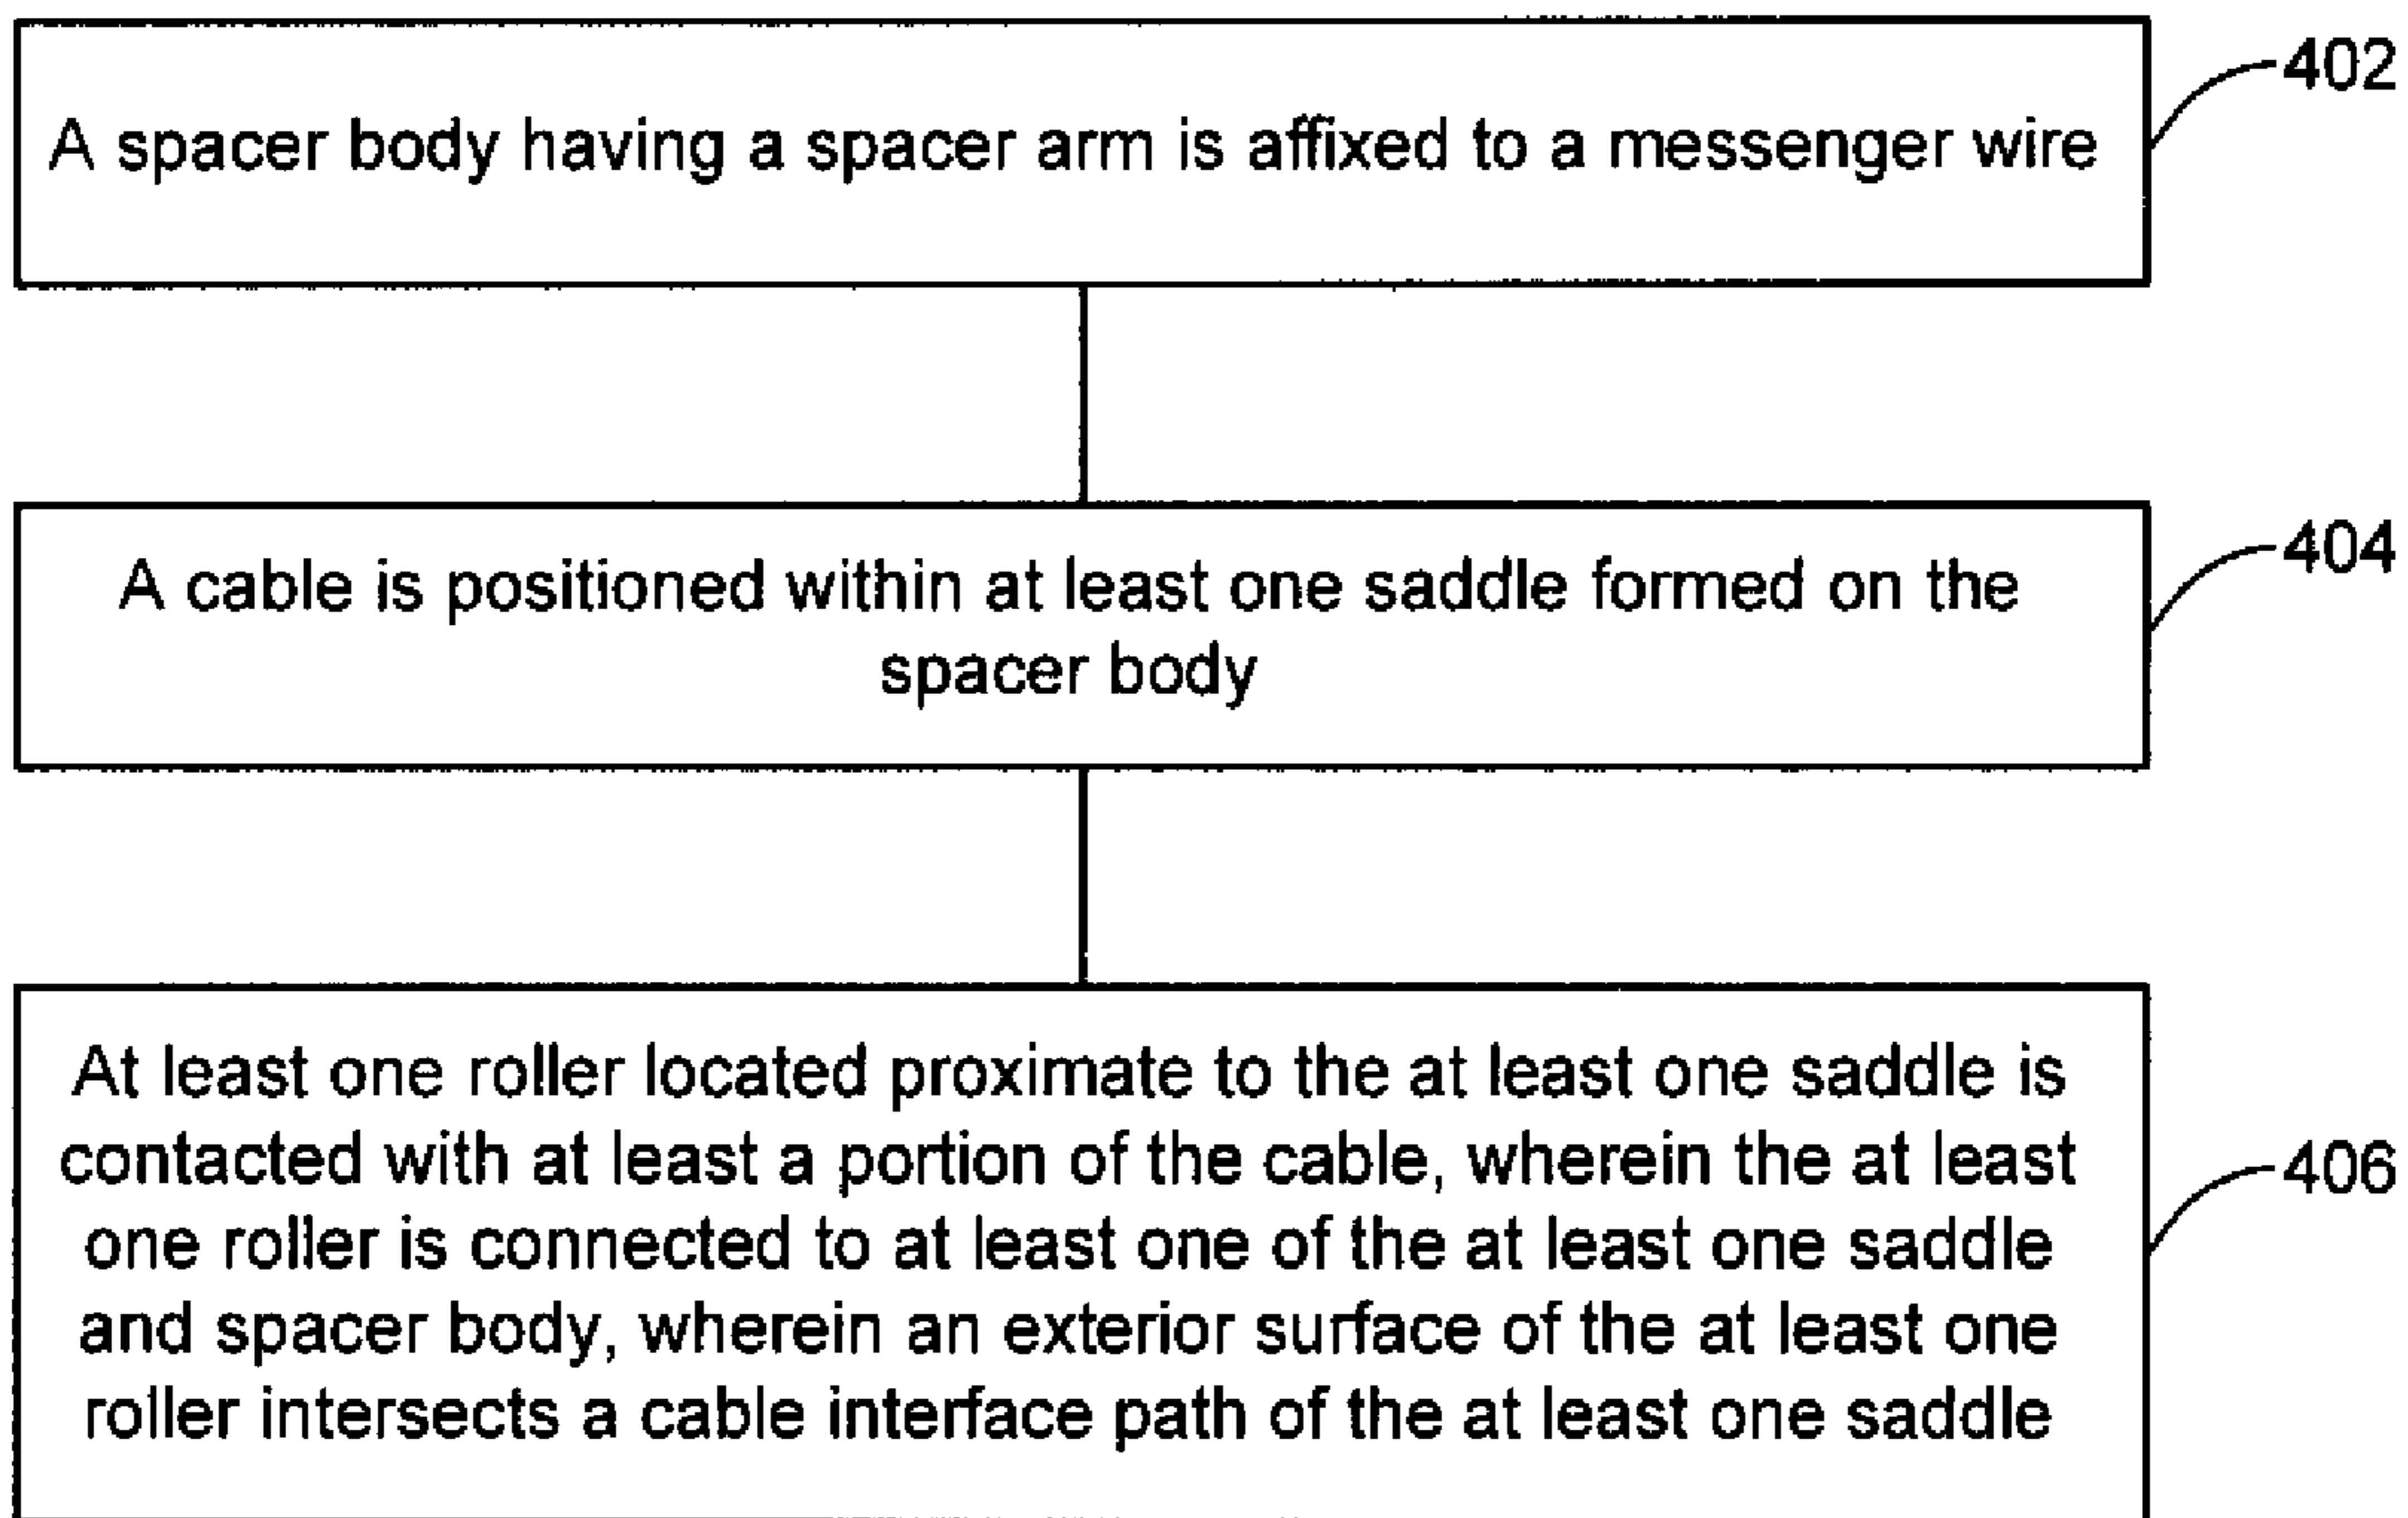 402
A spacer body having a spacer arm is affixed to a messenger wire
404
A cable is positioned within at least one saddle formed on the
spacer body
At least one roller located proximate to the at least one saddle is
contacted with at least a portion of the cable, wherein the at least
406
one roller is connected to at least one of the at least one saddle
and spacer body, wherein an exterior surface of the at least one
roller intersects a cable interface path of the at least one saddle